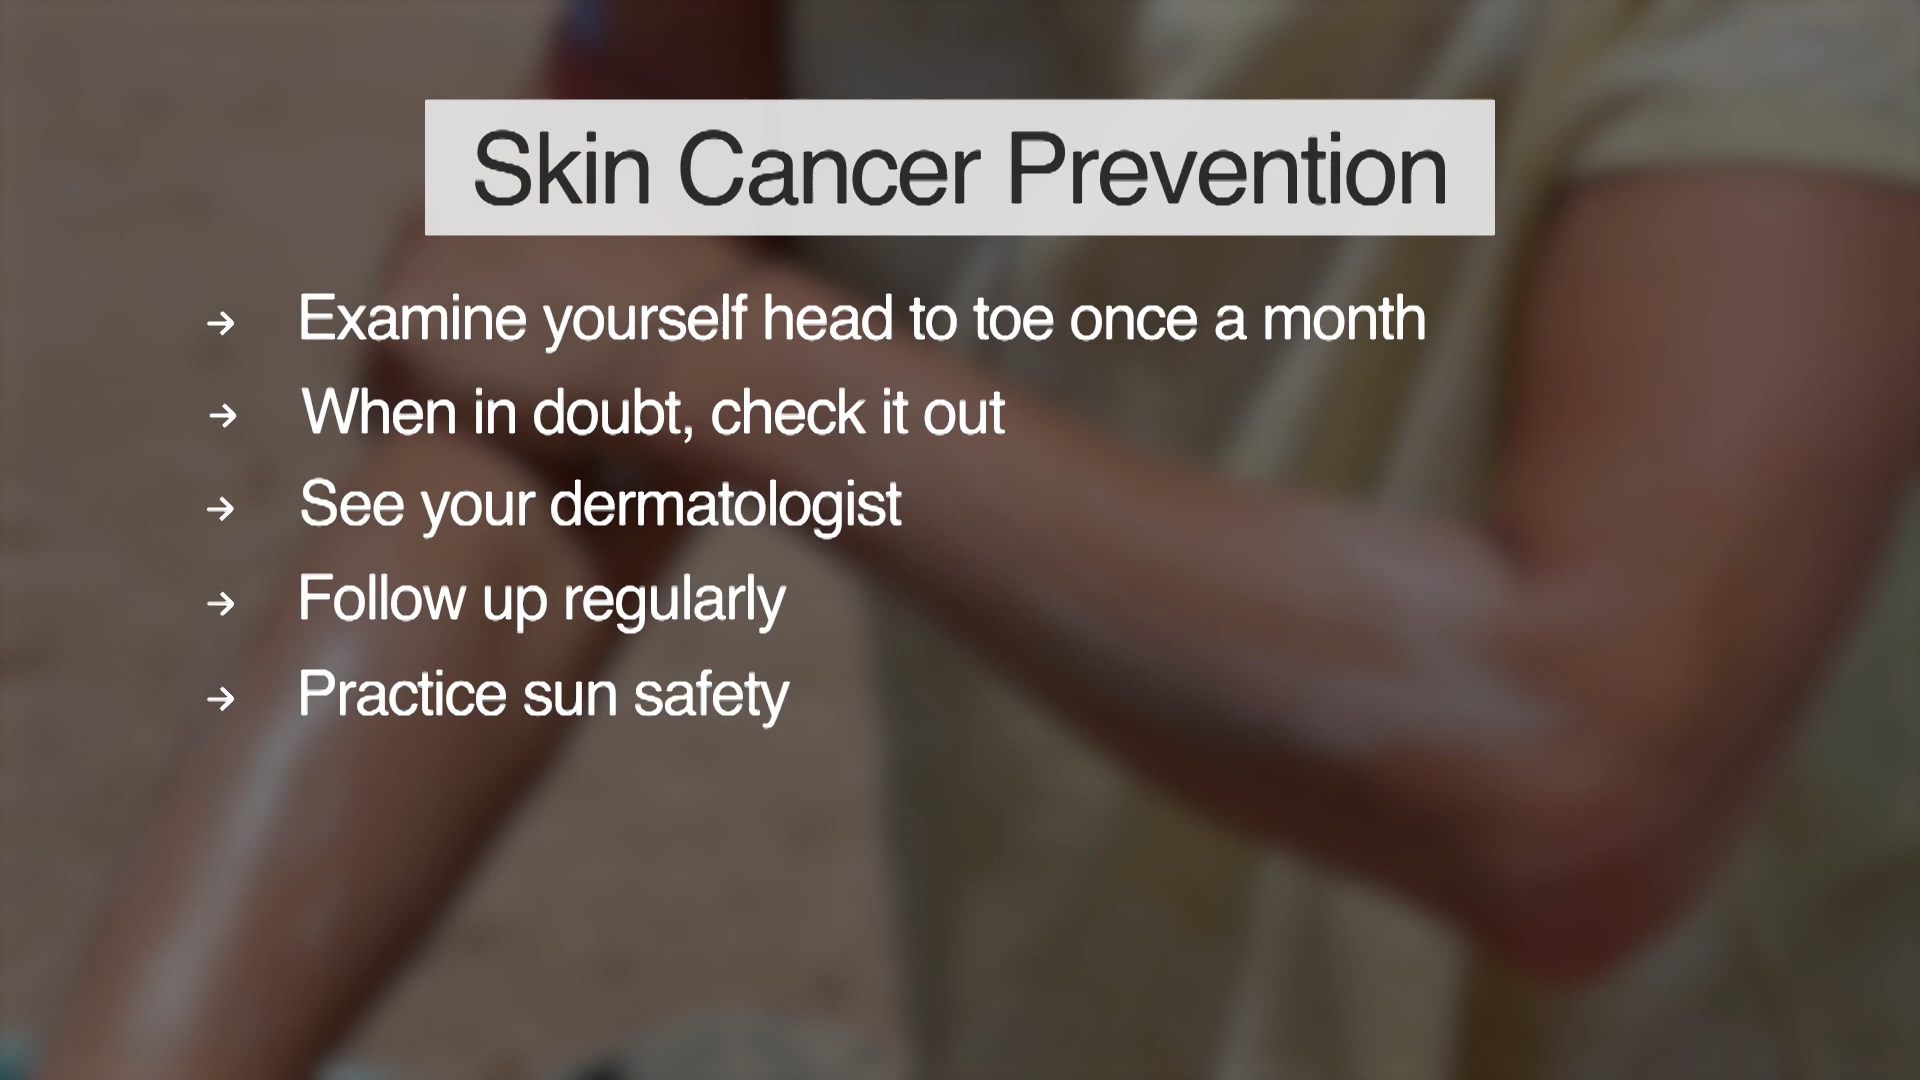 Skin Cancer Prevention
→ Examine yourself head to toe once a month
→ When in doubt, check it out
→ See your dermatologist
→ Follow up regularly
→ Practice sun safety